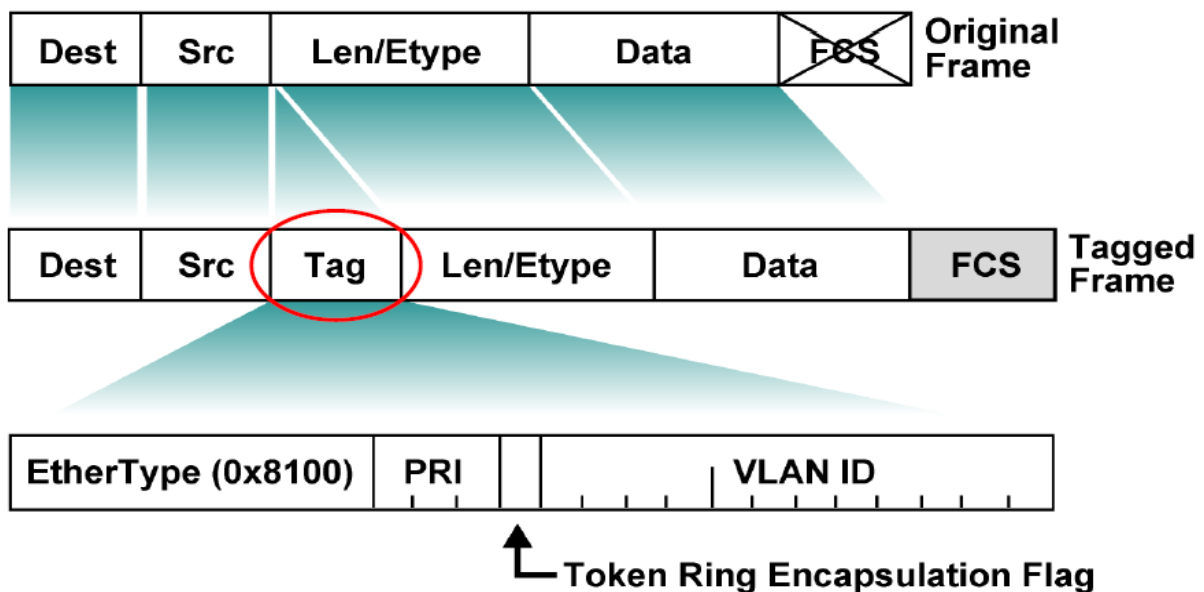 Dest Src Len/Etype Data FCS Original
Frame
Dest Src Tag Len/Etype Data FCS Tagged
Frame
EtherType (0x8100) PRI VLAN ID
Token Ring Encapsulation Flag